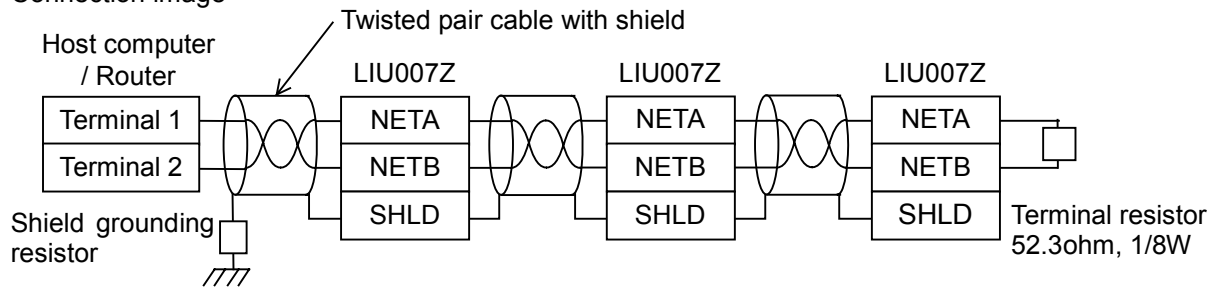 Connection image
Twisted pair cable with shield
Host computer
/ Router
LIU007Z
LIU007Z
LIU007Z
Terminal 1
NETA
NETA
NETA
Terminal 2
NETB
NETB
NETB
SHLD
SHLD
SHLD
Shield grounding
resistor
Terminal resistor
52.3ohm, 1/8W